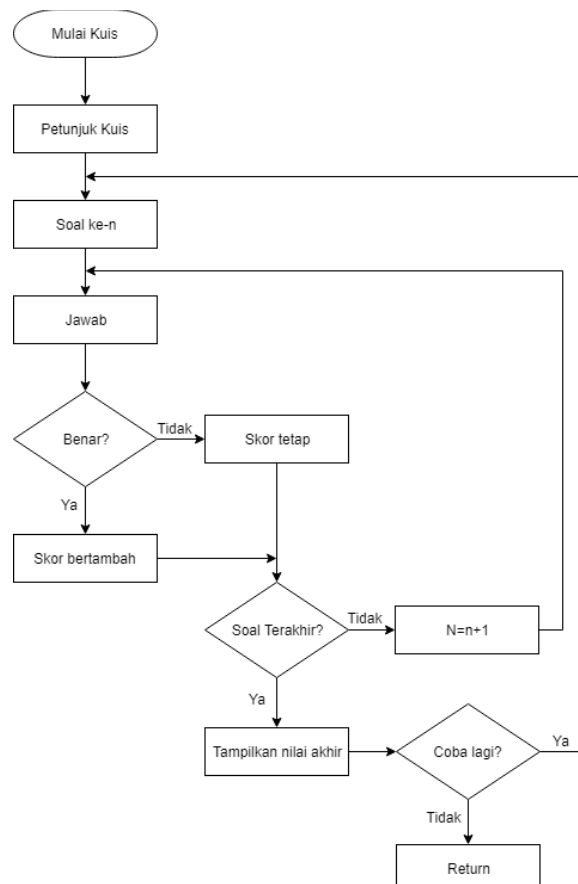 Mulai Kuis
Petunjuk Kuis
Soal ke-n
Jawab
Benar?
Tidak
Skor tetap
Ya
Skor bertambah
Soal Terakhir?
Tidak
N=n+1
Ya
Tampilkan nilai akhir
Coba lagi?
Ya
Tidak
Return